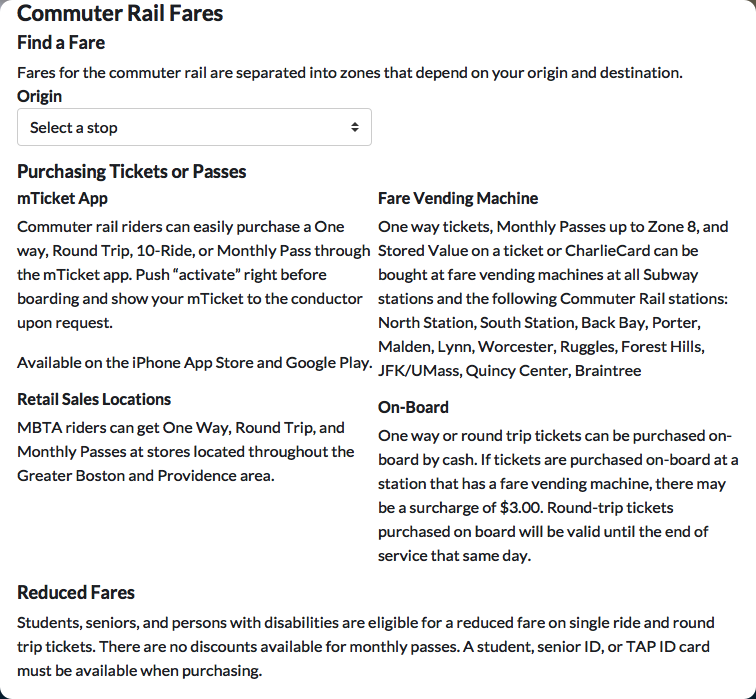 Commuter Rail Fares
Find a Fare
Fares for the commuter rail are separated into zones that depend on your origin and destination.
Origin
Select a stop
Purchasing Tickets or Passes
mTicket App
Commuter rail riders can easily purchase a One
way, Round Trip, 10-Ride, or Monthly Pass through
the mTicket app. Push “activate” right before
boarding and show your mTicket to the conductor
upon request.
Available on the iPhone App Store and Google Play.
Retail Sales Locations
MBTA riders can get One Way, Round Trip, and
Monthly Passes at stores located throughout the
Greater Boston and Providence area.
Fare Vending Machine
One way tickets, Monthly Passes up to Zone 8, and
Stored Value on a ticket or CharlieCard can be
bought at fare vending machines at all Subway
stations and the following Commuter Rail stations:
North Station, South Station, Back Bay, Porter,
Malden, Lynn, Worcester, Ruggles, Forest Hills,
JFK/UMass, Quincy Center, Braintree
On-Board
One way or round trip tickets can be purchased on-
board by cash. If tickets are purchased on-board at a
station that has a fare vending machine, there may
be a surcharge of $3.00. Round-trip tickets
purchased on board will be valid until the end of
service that same day.
Reduced Fares
Students, seniors, and persons with disabilities are eligible for a reduced fare on single ride and round
trip tickets. There are no discounts available for monthly passes. A student, senior ID, or TAP ID card
must be available when purchasing.